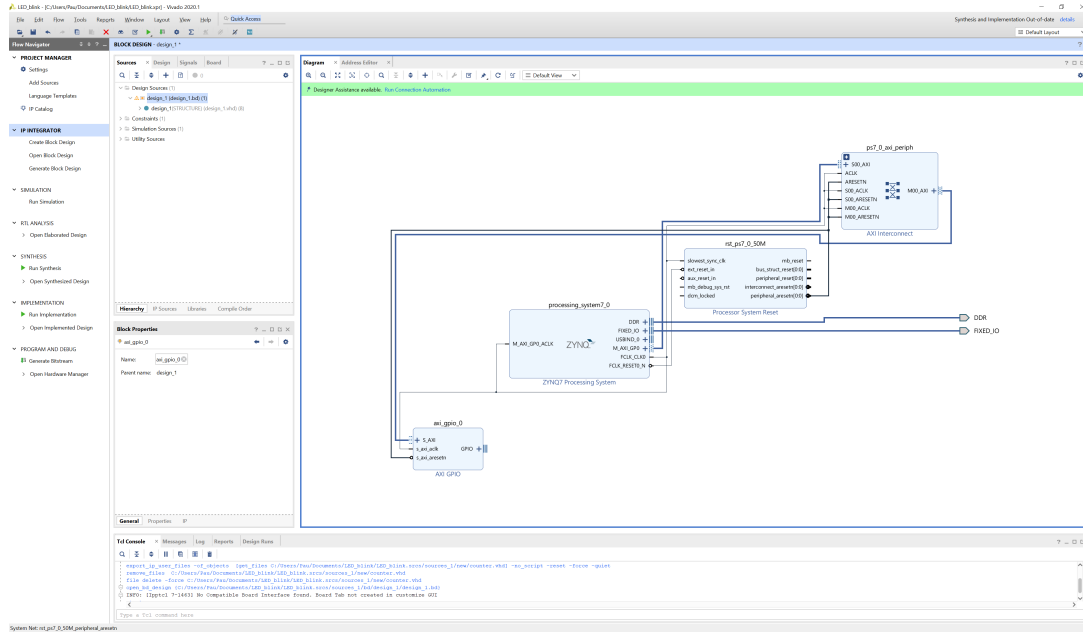 LED_blink - [C:/Users/Pau/Documents/LED_blink/LED_blink.xpr] - Vivado 2020.1
File Edit Flow Tools Reports Window Layout View Help Quick Access
Synthesis and Implementation Out-of-date details
Default Layout
Flow Navigator
PROJECT MANAGER
Settings
Add Sources
Language Templates
IP Catalog
IP INTEGRATOR
Create Block Design
Open Block Design
Generate Block Design
SIMULATION
Run Simulation
RTL ANALYSIS
Open Elaborated Design
SYNTHESIS
Run Synthesis
Open Synthesized Design
IMPLEMENTATION
Run Implementation
Open Implemented Design
PROGRAM AND DEBUG
Generate Bitstream
Open Hardware Manager
BLOCK DESIGN - design_1 *
Sources Design Signals Board
0
Design Sources (1)
design_1 (design_1.bd) (1)
design_1(STRUCTURE) (design_1.vhd) (8)
Constraints (1)
Simulation Sources (1)
Utility Sources
Hierarchy IP Sources Libraries Compile Order
Block Properties
axi_gpio_0
Name: axi_gpio_0
Parent name: design_1
General Properties IP
Diagram Address Editor
Default View
Designer Assistance available. Run Connection Automation
ps7_0_axi_periph
S00_AXI
ACLK
ARESETN
S00_ACLK
S00_ARESETN
M00_ACLK
M00_ARESETN
M00_AXI
AXI Interconnect
rst_ps7_0_50M
slowest_sync_clk
ext_reset_in
aux_reset_in
mb_debug_sys_rst
dcm_locked
mb_reset
bus_struct_reset[0:0]
peripheral_reset[0:0]
interconnect_aresetn[0:0]
peripheral_aresetn[0:0]
Processor System Reset
processing_system7_0
M_AXI_GP0_ACLK
ZYNQ
DDR
FIXED_IO
USBIND_0
M_AXI_GP0
FCLK_CLK0
FCLK_RESET0_N
ZYNQ7 Processing System
DDR
FIXED_IO
axi_gpio_0
S_AXI
s_axi_aclk
s_axi_aresetn
GPIO
AXI GPIO
Tcl Console Messages Log Reports Design Runs
export_ip_user_files -of_objects [get_files C:/Users/Pau/Documents/LED_blink/LED_blink.srcs/sources_1/new/counter.vhd] -no_script -reset -force -quiet
remove_files C:/Users/Pau/Documents/LED_blink/LED_blink.srcs/sources_1/new/counter.vhd
file delete -force C:/Users/Pau/Documents/LED_blink/LED_blink.srcs/sources_1/new/counter.vhd
open_bd_design {C:/Users/Pau/Documents/LED_blink/LED_blink.srcs/sources_1/bd/design_1/design_1.bd}
INFO: [Ipptcl 7-1463] No Compatible Board Interface found. Board Tab not created in customize GUI
Type a Tcl command here
System Net: rst_ps7_0_50M_peripheral_aresetn